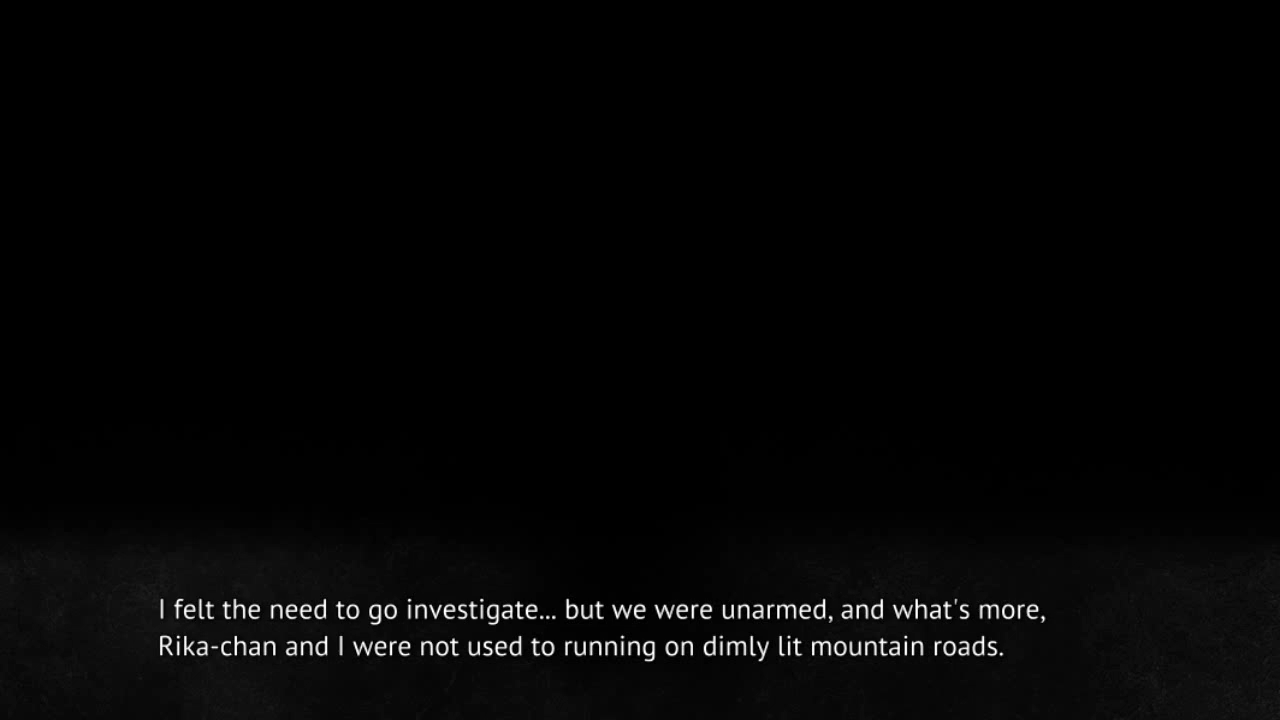 I felt the need to go investigate... but we were unarmed, and what's more,
Rika-chan and I were not used to running on dimly lit mountain roads.